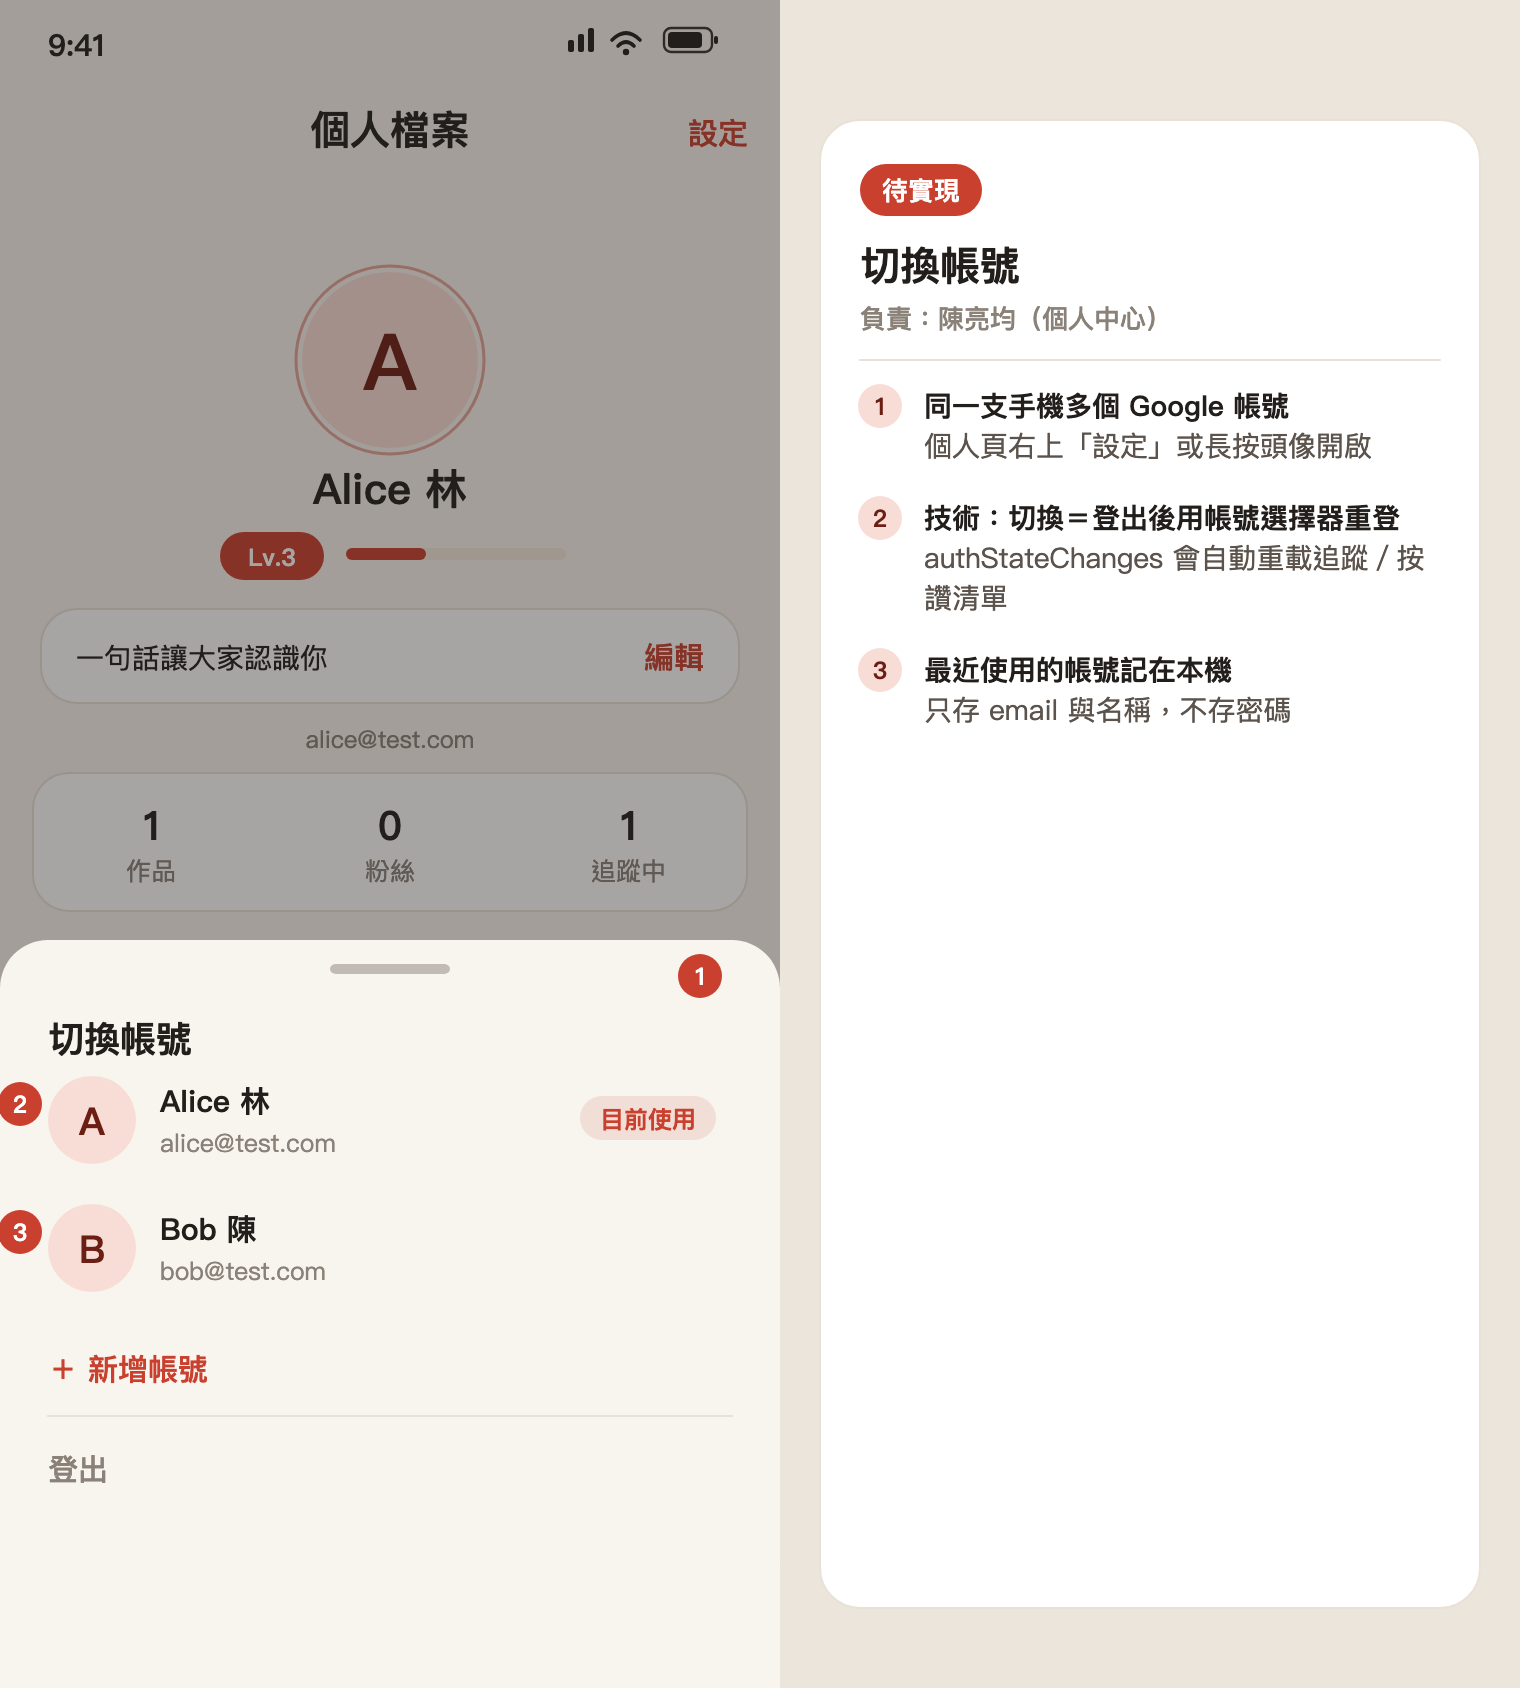 9:41
個人檔案
設定
A
Alice 林
Lv.3
一句話讓大家認識你
編輯
alice@test.com
1
0
1
作品
粉絲
追蹤中
1
切換帳號
2
A
Alice 林
alice@test.com
目前使用
3
B
Bob 陳
bob@test.com
+ 新增帳號
登出
待實現
切換帳號
負責：陳亮均（個人中心）
1
同一支手機多個 Google 帳號
個人頁右上「設定」或長按頭像開啟
2
技術：切換＝登出後用帳號選擇器重登
authStateChanges 會自動重載追蹤 / 按
讚清單
3
最近使用的帳號記在本機
只存 email 與名稱，不存密碼